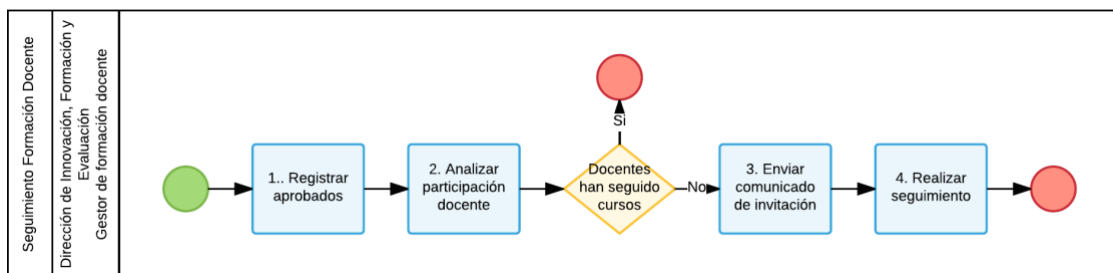 Seguimiento Formación Docente
Dirección de Innovación, Formación y
Evaluación
Gestor de formación docente
1.. Registrar
aprobados
2. Analizar
participación
docente
Docentes
han seguido
cursos
Si
No
3. Enviar
comunicado
de invitación
4. Realizar
seguimiento